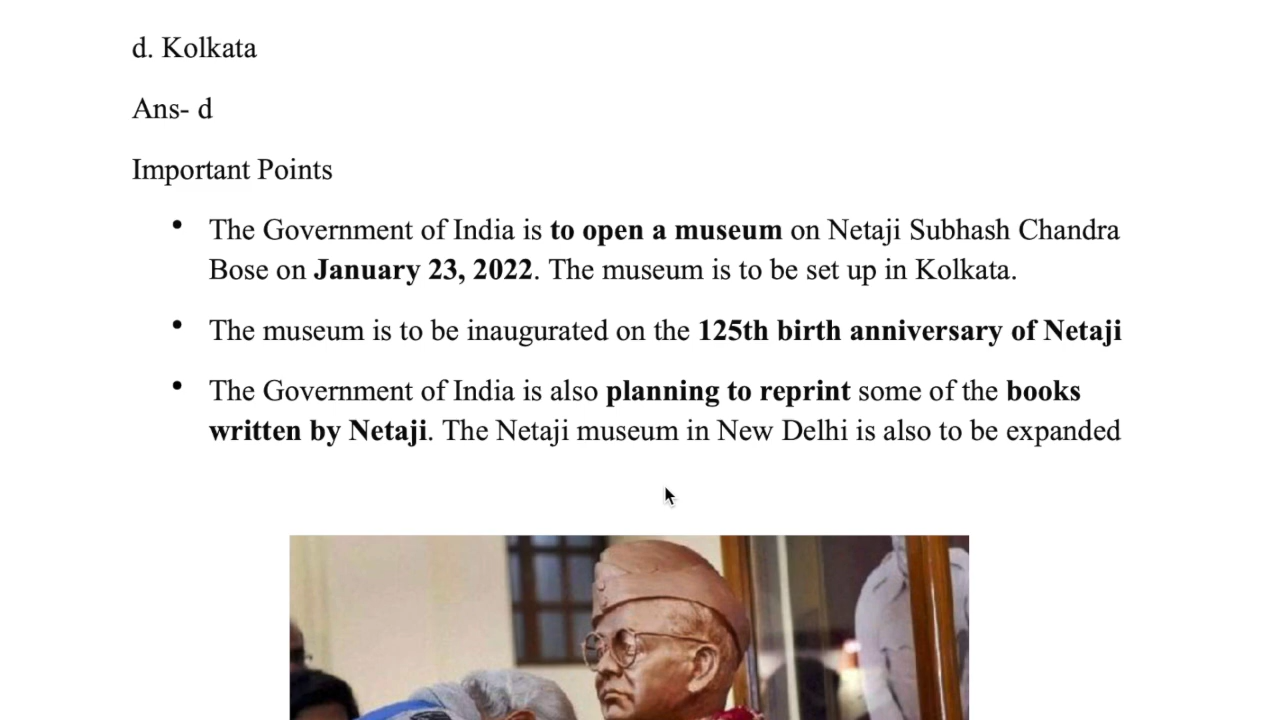 d. Kolkata
Ans- d
Important Points
• The Government of India is to open a museum on Netaji Subhash Chandra
Bose on January 23, 2022. The museum is to be set up in Kolkata.
• The museum is to be inaugurated on the 125th birth anniversary of Netaji
• The Government of India is also planning to reprint some of the books
written by Netaji. The Netaji museum in New Delhi is also to be expanded